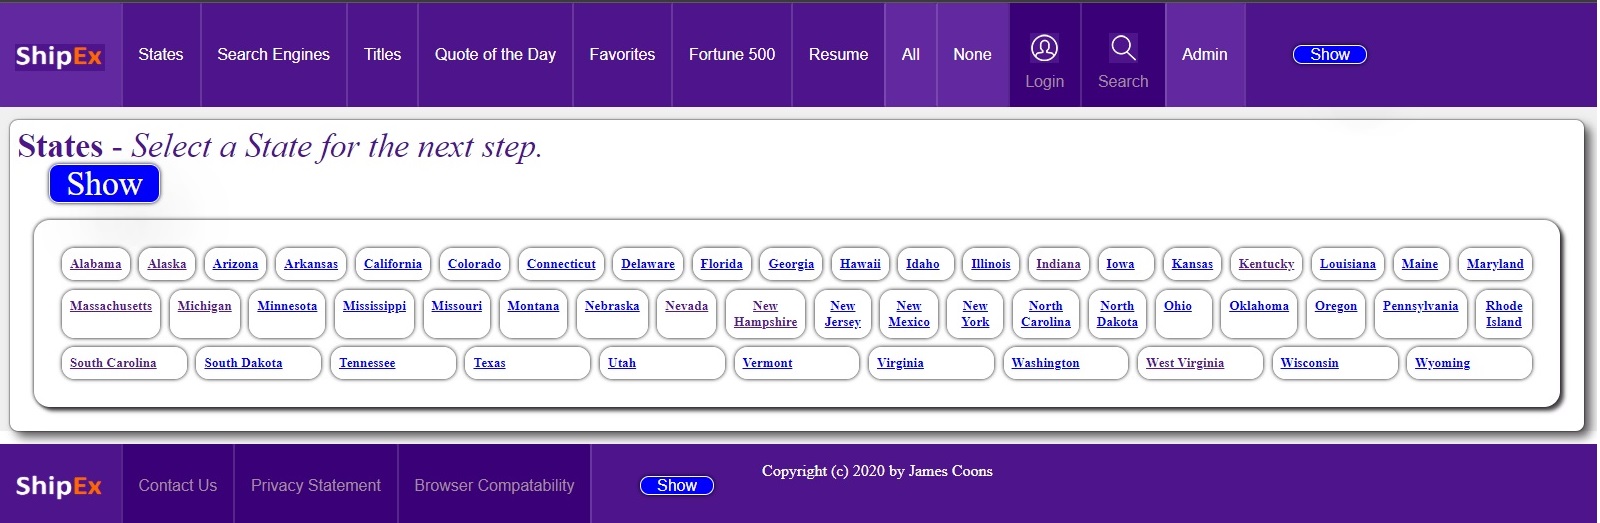 ShipEx States Search Engines Titles Quote of the Day Favorites Fortune 500 Resume All None Login Search Admin Show
States - Select a State for the next step.
Show
Alabama Alaska Arizona Arkansas California Colorado Connecticut Delaware Florida Georgia Hawaii Idaho Illinois Indiana Iowa Kansas Kentucky Louisiana Maine Maryland
Massachusetts Michigan Minnesota Mississippi Missouri Montana Nebraska Nevada New Hampshire New Jersey New Mexico New York North Carolina North Dakota Ohio Oklahoma Oregon Pennsylvania Rhode Island
South Carolina South Dakota Tennessee Texas Utah Vermont Virginia Washington West Virginia Wisconsin Wyoming
ShipEx Contact Us Privacy Statement Browser Compatability Show Copyright (c) 2020 by James Coons